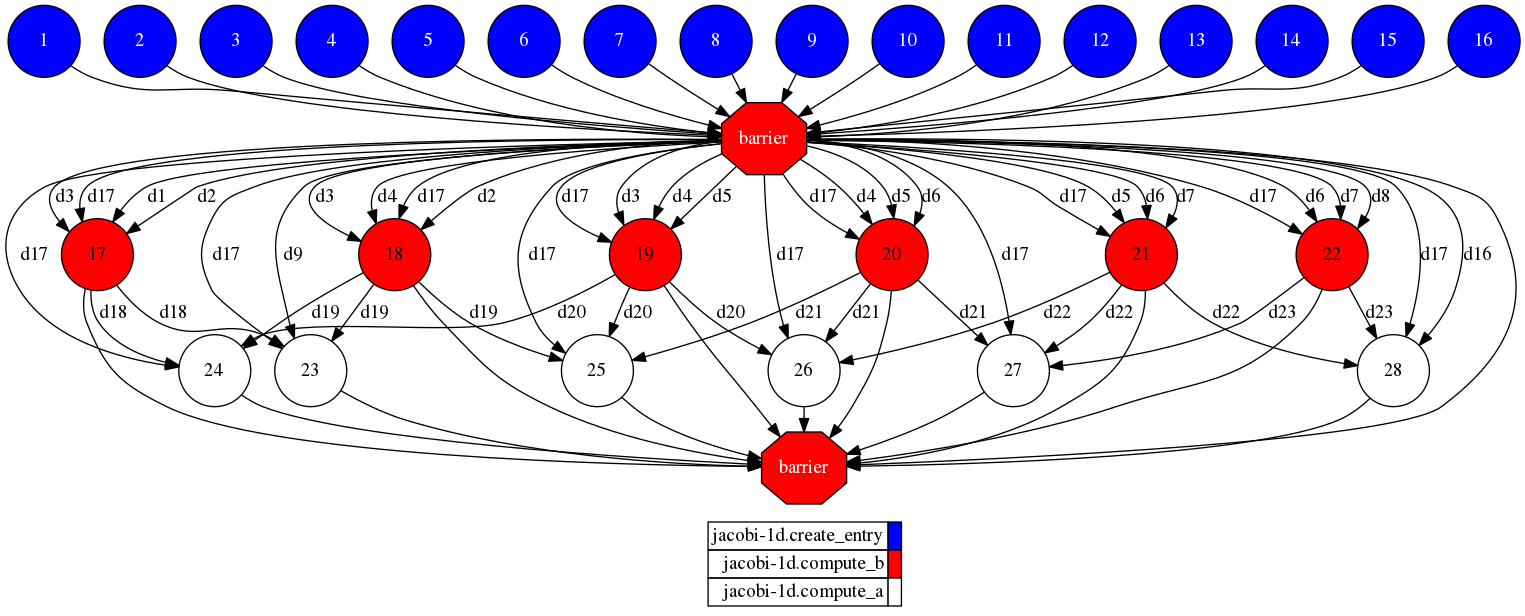 1 2 3 4 5 6 7 8 9 10 11 12 13 14 15 16
barrier
d3 d17 d1 d2 d3 d4 d17 d2 d17 d3 d4 d5 d17 d4 d5 d6 d17 d5 d6 d7 d17 d6 d7 d8
d17 17 d17 d9 18 d17 19 d17 20 d17 21 22 d17 d16
d18 d18 d19 d19 d19 d20 d20 d20 d21 d21 d21 d22 d22 d22 d23 d23
24 23 25 26 27 28
barrier
jacobi-1d.create_entry
jacobi-1d.compute_b
jacobi-1d.compute_a